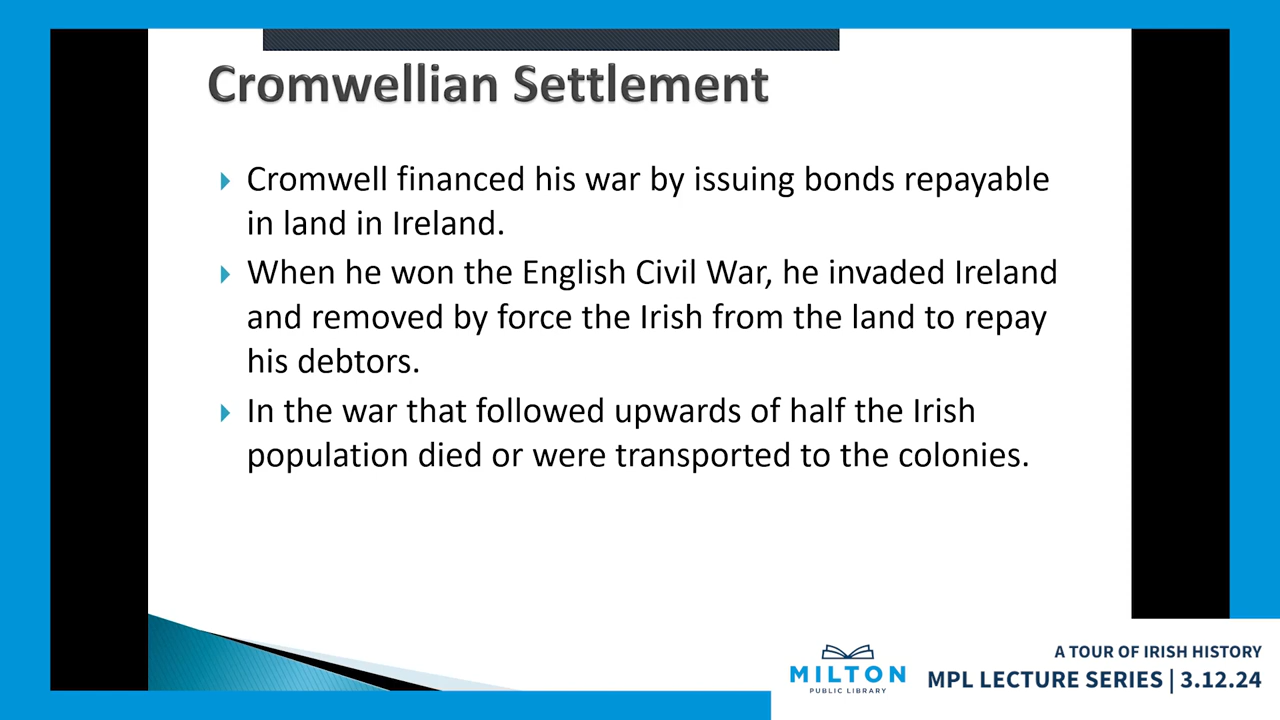 Cromwellian Settlement
Cromwell financed his war by issuing bonds repayable
in land in Ireland.
When he won the English Civil War, he invaded Ireland
and removed by force the Irish from the land to repay
his debtors.
In the war that followed upwards of half the Irish
population died or were transported to the colonies.
MILTON
PUBLIC LIBRARY
A TOUR OF IRISH HISTORY
MPL LECTURE SERIES | 3.12.24